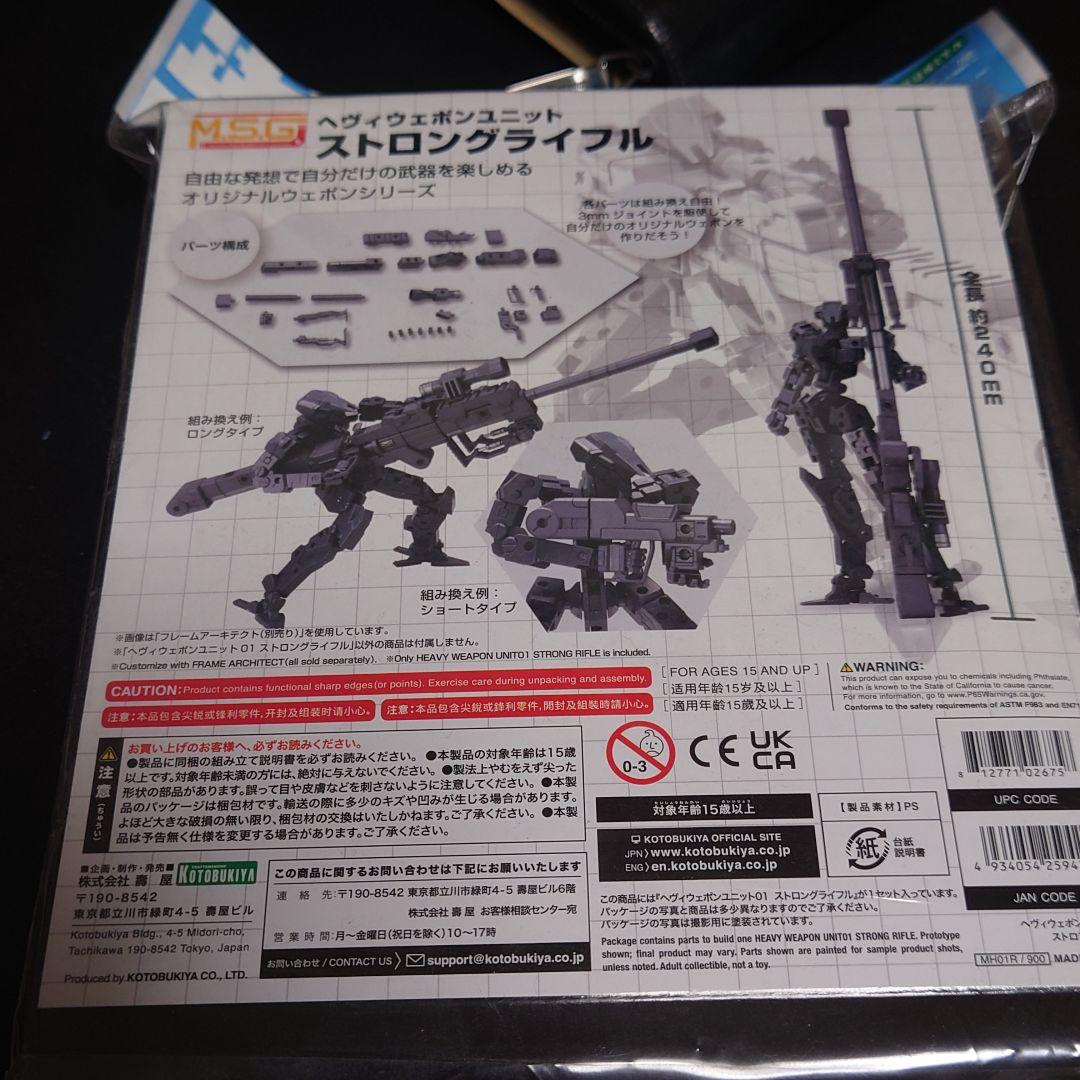 M.S.G
ヘヴィウェポンユニット
ストロングライフル
自由な発想で自分だけの武器を楽しめる
オリジナルウェポンシリーズ
パーツ構成
各パーツは組み換え自由!
3mm ジョイントを駆使して
自分だけのオリジナルウェポンを
作りだそう!
全長 約240mm
組み換え例:
ロングタイプ
組み換え例:
ショートタイプ
※画像は「フレームアーキテクト(別売り)」を使用しています。
※「ヘヴィウェポンユニット01 ストロングライフル」以外の商品は付属しません。
※Customize with FRAME ARCHITECT(all sold separately). ※Only HEAVY WEAPON UNIT01 STRONG RIFLE is included.
CAUTION: Product contains functional sharp edges(or points). Exercise care during unpacking and assembly.
注意:本品包含尖锐或锋利零件,开封及组装时请小心。
注意:本品包含尖銳或鋒利零件,開封及組裝時請小心。
[FOR AGES 15 AND UP]
[适用年龄15岁及以上]
[適用年齡15歲及以上]
⚠WARNING:
This product can expose you to chemicals including Phthalate,
which is known to the State of California to cause cancer.
For more information, go to www.P65Warnings.ca.gov.
Conforms to the safety requirements of ASTM F963 and EN71
注意(ちゅうい)
お買い上げのお客様へ、必ずお読みください。
●製品に同梱の組み立て説明書を必ずお読みください。●本製品の対象年齢は15歳
以上です。対象年齢未満の方には、絶対に与えないでください。●製法上やむをえず尖った
形状の部品があります。誤って目や皮膚などを刺さないように注意してください。●本製
品のパッケージは梱包材です。輸送の際に多少のキズや凹みが生じる場合があります。
よほど大きな破損の無い限り、梱包材の交換はいたしかねます。ご了承ください。●本製
品は予告無く仕様を変更する場合があります。ご了承ください。
0-3
CE
UK
CA
対象年齢15歳以上
KOTOBUKIYA OFFICIAL SITE
JPN〉www.kotobukiya.co.jp
ENG〉en.kotobukiya.co.jp
【製品素材】PS
紙
台紙
説明書
8 12771 02675
UPC CODE
4 934054 2594
JAN CODE
■企画・制作・発売■
株式会社 壽 屋
KOTOBUKIYA
〒190-8542
東京都立川市緑町4-5 壽屋ビル
Kotobukiya Bldg., 4-5 Midori-cho,
Tachikawa 190-8542 Tokyo, Japan
Produced by KOTOBUKIYA CO., LTD.
この商品に関するお問い合わせは下記にお願いいたします
連 絡 先:〒190-8542 東京都立川市緑町4-5 壽屋ビル6階
株式会社 壽 屋 お客様相談センター宛
営業時間:月~金曜日(祝日を除く)10~17時
お問い合わせ/CONTACT US〉support@kotobukiya.co.jp
この商品には『ヘヴィウェポンユニット01 ストロングライフル』が1セット入っています。
パッケージの写真と商品は多少異なりますのでご了承ください。
パッケージの写真は撮影用に塗装されています。
Package contains parts to build one HEAVY WEAPON UNIT01 STRONG RIFLE. Prototype
shown; final product may vary. Parts shown are painted for sample product shots,
unless noted. Adult collectible, not a toy.
ヘヴィウェポン
ストロ
MH01R / 900
MAD